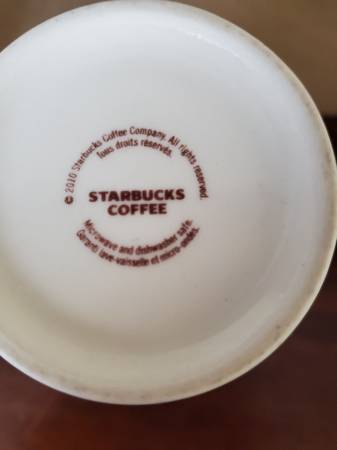 © 2010 Starbucks Coffee Company. All rights reserved.
Tous droits réservés.
STARBUCKS
COFFEE
Microwave and dishwasher safe.
Garanti lave-vaisselle et micro-ondes.